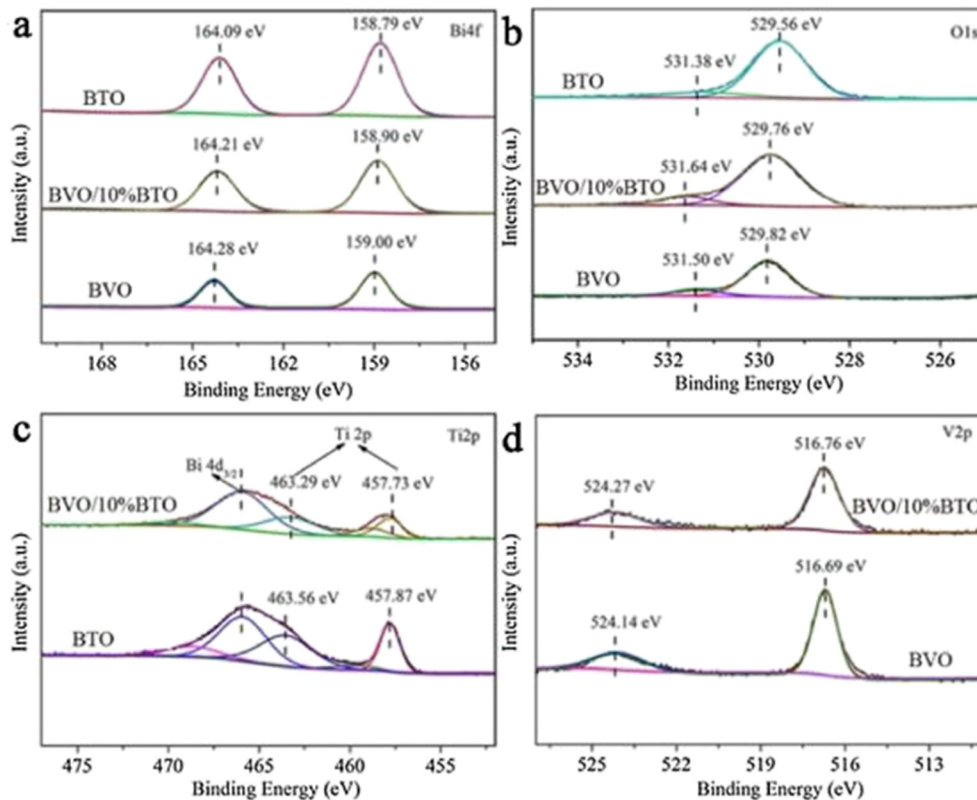 a
164.09 eV
158.79 eV
Bi4f
BTO
164.21 eV
158.90 eV
BVO/10%BTO
164.28 eV
159.00 eV
BVO
Intensity (a.u.)
168
165
162
159
156
Binding Energy (eV)
b
529.56 eV
O1s
531.38 eV
BTO
529.76 eV
531.64 eV
BVO/10%BTO
529.82 eV
531.50 eV
BVO
Intensity (a.u.)
534
532
530
528
526
Binding Energy (eV)
c
Ti 2p
Ti2p
Bi 4d3/2
463.29 eV
457.73 eV
BVO/10%BTO
463.56 eV
457.87 eV
BTO
Intensity (a.u.)
475
470
465
460
455
Binding Energy (eV)
d
V2p
516.76 eV
524.27 eV
BVO/10%BTO
516.69 eV
524.14 eV
BVO
Intensity (a.u.)
525
522
519
516
513
Binding Energy (eV)